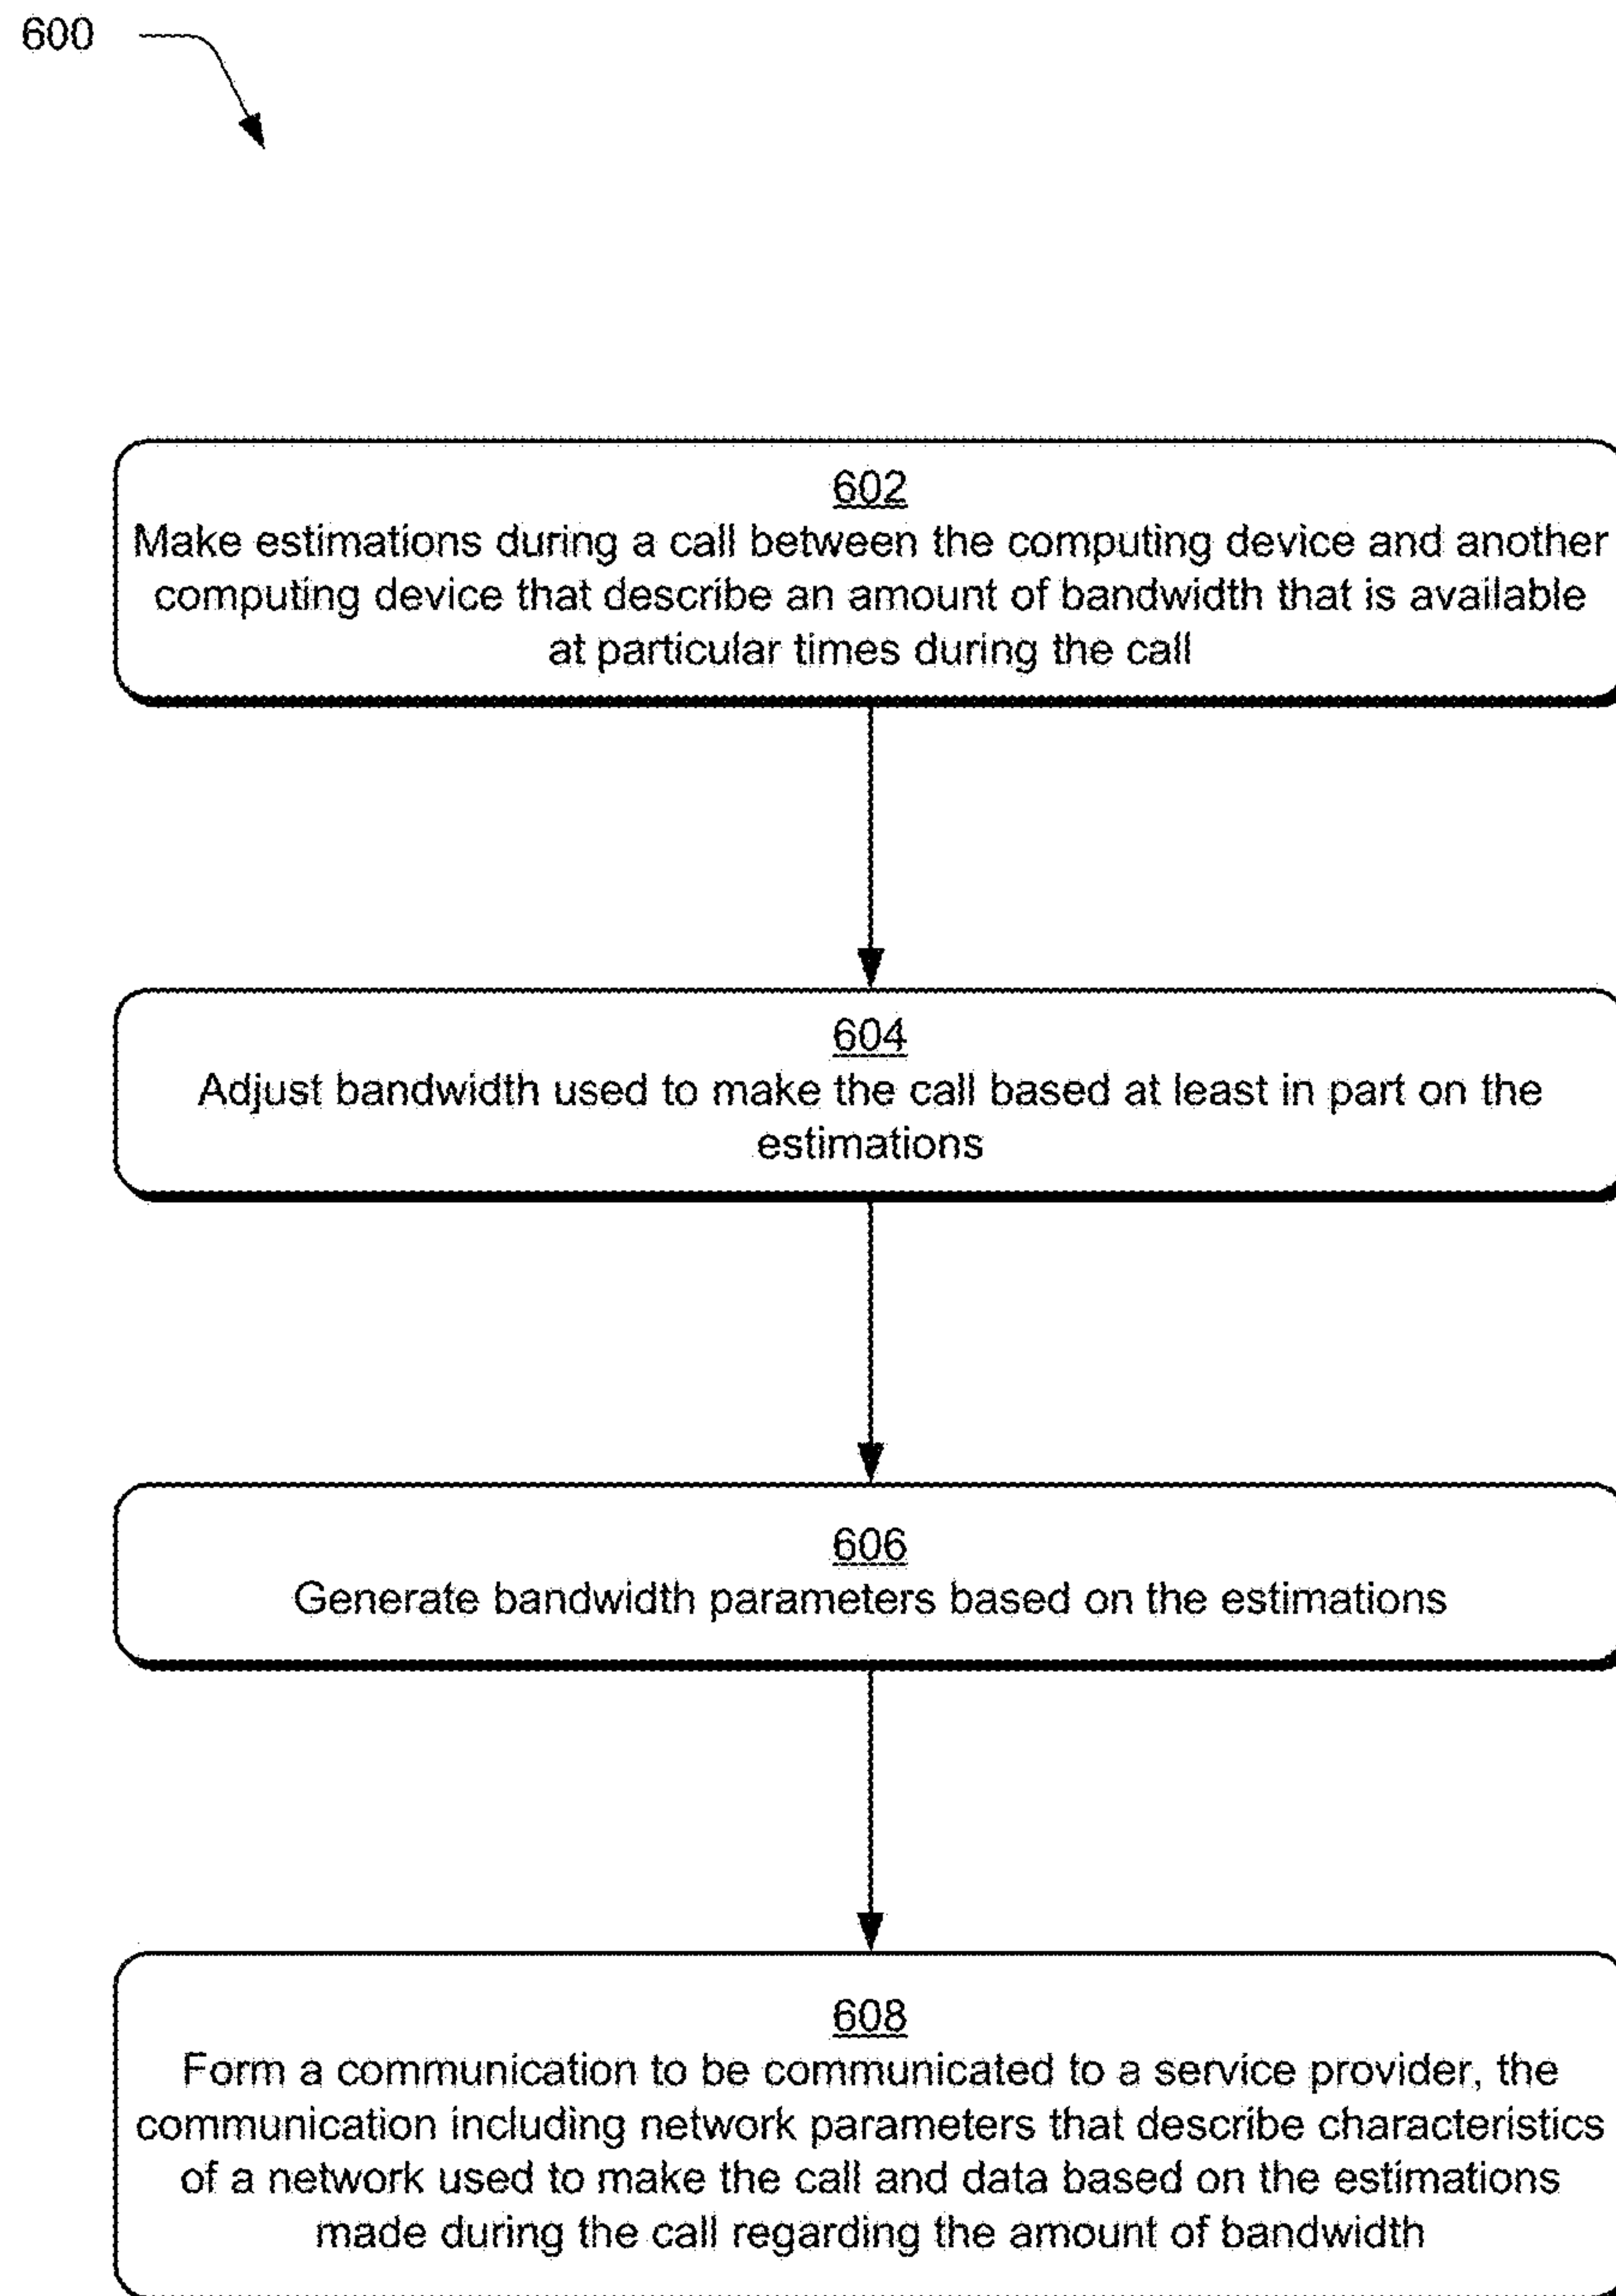 600
602
Make estimations during a call between the computing device and another
computing device that describe an amount of bandwidth that is available
at particular times during the call
604
Adjust bandwidth used to make the call based at least in part on the
estimations
606
Generate bandwidth parameters based on the estimations
608
Form a communication to be communicated to a service provider, the
communication including network parameters that describe characteristics
of a network used to make the call and data based on the estimations
made during the call regarding the amount of bandwidth